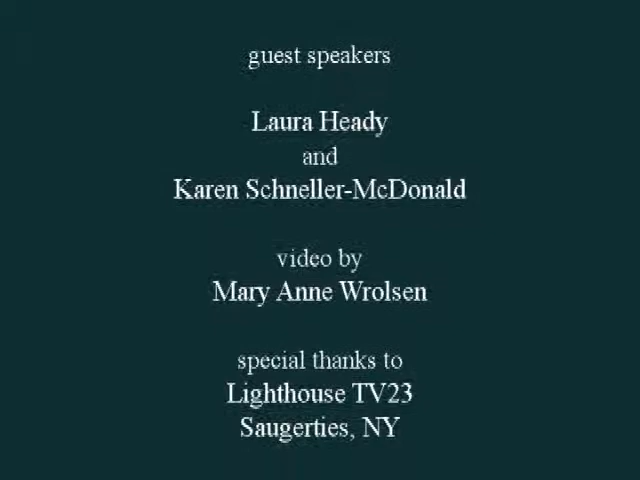 guest speakers
Laura Heady
and
Karen Schneller-McDonald
video by
Mary Anne Wrolsen
special thanks to
Lighthouse TV23
Saugerties, NY